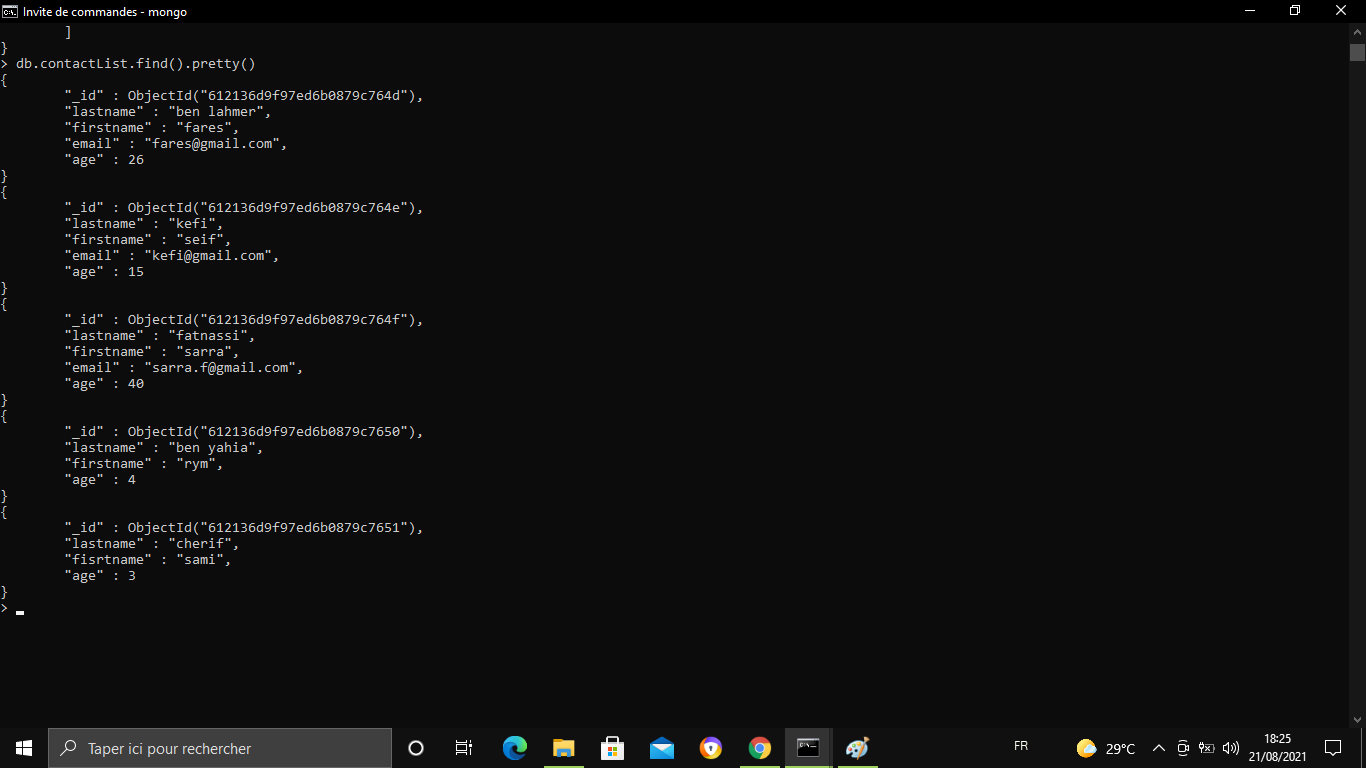 Invite de commandes - mongo
]
}
> db.contactList.find().pretty()
{
"_id" : ObjectId("612136d9f97ed6b0879c764d"),
"lastname" : "ben lahmer",
"firstname" : "fares",
"email" : "fares@gmail.com",
"age" : 26
}
{
"_id" : ObjectId("612136d9f97ed6b0879c764e"),
"lastname" : "kefi",
"firstname" : "seif",
"email" : "kefi@gmail.com",
"age" : 15
}
{
"_id" : ObjectId("612136d9f97ed6b0879c764f"),
"lastname" : "fatnassi",
"firstname" : "sarra",
"email" : "sarra.f@gmail.com",
"age" : 40
}
{
"_id" : ObjectId("612136d9f97ed6b0879c7650"),
"lastname" : "ben yahia",
"firstname" : "rym",
"age" : 4
}
{
"_id" : ObjectId("612136d9f97ed6b0879c7651"),
"lastname" : "cherif",
"fisrtname" : "sami",
"age" : 3
}
>
Taper ici pour rechercher
FR
29°C
18:25
21/08/2021